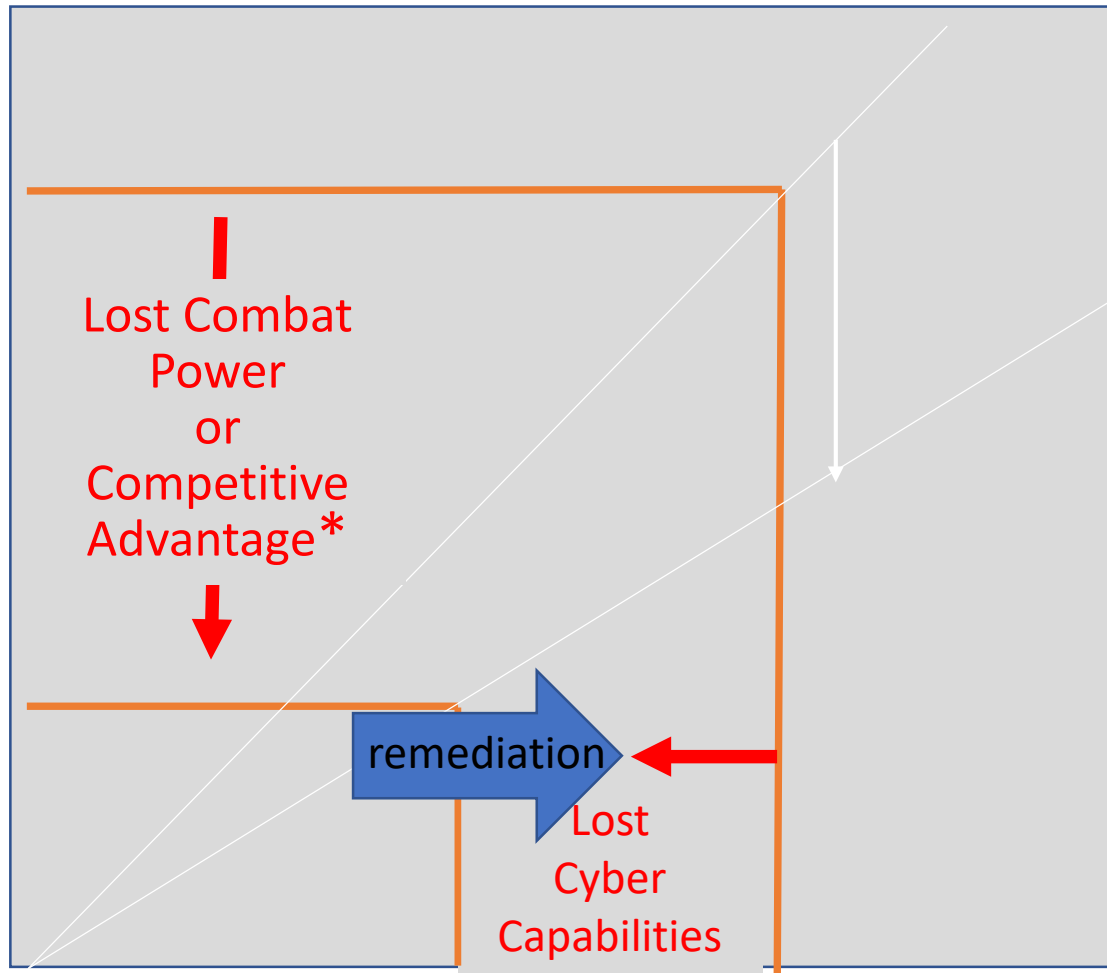 Lost Combat
Power
or
Competitive
Advantage*
remediation
Lost
Cyber
Capabilities